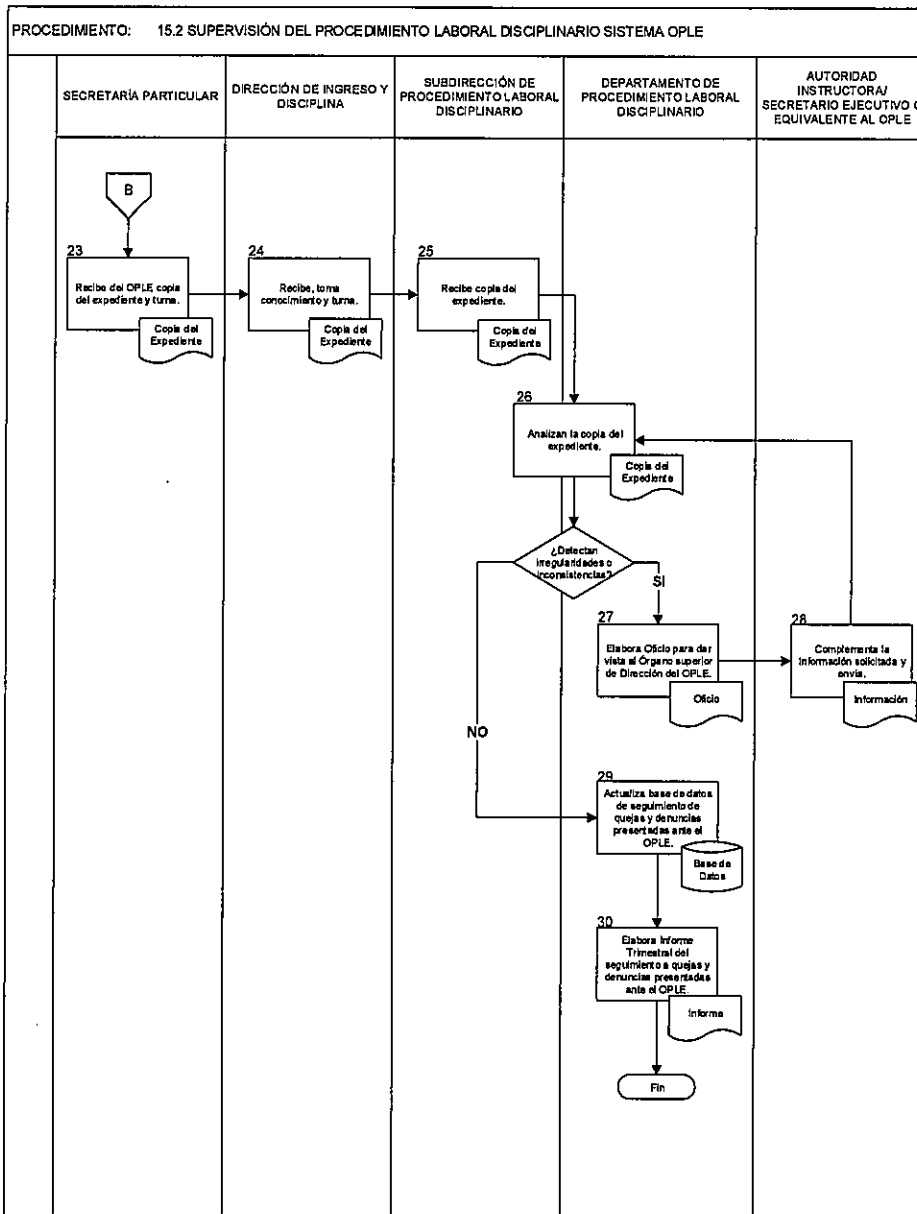 PROCEDIMIENTO: 15.2 SUPERVISIÓN DEL PROCEDIMIENTO LABORAL DISCIPLINARIO SISTEMA OPLE
SECRETARÍA PARTICULAR
DIRECCIÓN DE INGRESO Y
DISCIPLINA
SUBDIRECCIÓN DE
PROCEDIMIENTO LABORAL
DISCIPLINARIO
DEPARTAMENTO DE
PROCEDIMIENTO LABORAL
DISCIPLINARIO
AUTORIDAD
INSTRUCTORA/
SECRETARIO EJECUTIVO O
EQUIVALENTE AL OPLE
B
23
Recibe del OPLE copia
del expediente y turna.
Copia del
Expediente
24
Recibe, toma
conocimiento y turna.
Copia del
Expediente
25
Recibe copia del
expediente.
Copia del
Expediente
26
Analizan la copia del
expediente.
Copia del
Expediente
¿Detectan
irregularidades o
inconsistencias?
SI
NO
27
Elabora Oficio para dar
vista al Órgano superior
de Dirección del OPLE.
Oficio
28
Complementa la
información solicitada y
envía.
Información
29
Actualiza base de datos
de seguimiento de
quejas y denuncias
presentadas ante el
OPLE.
Base de
Datos
30
Elabora Informe
Trimestral del
seguimiento a quejas y
denuncias presentadas
ante el OPLE.
Informe
Fin